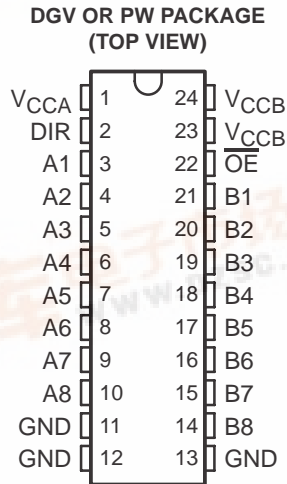 DGV OR PW PACKAGE
(TOP VIEW)
VCCA 1 24 VCCB
DIR 2 23 VCCB
A1 3 22 OE
A2 4 21 B1
A3 5 20 B2
A4 6 19 B3
A5 7 18 B4
A6 8 17 B5
A7 9 16 B6
A8 10 15 B7
GND 11 14 B8
GND 12 13 GND